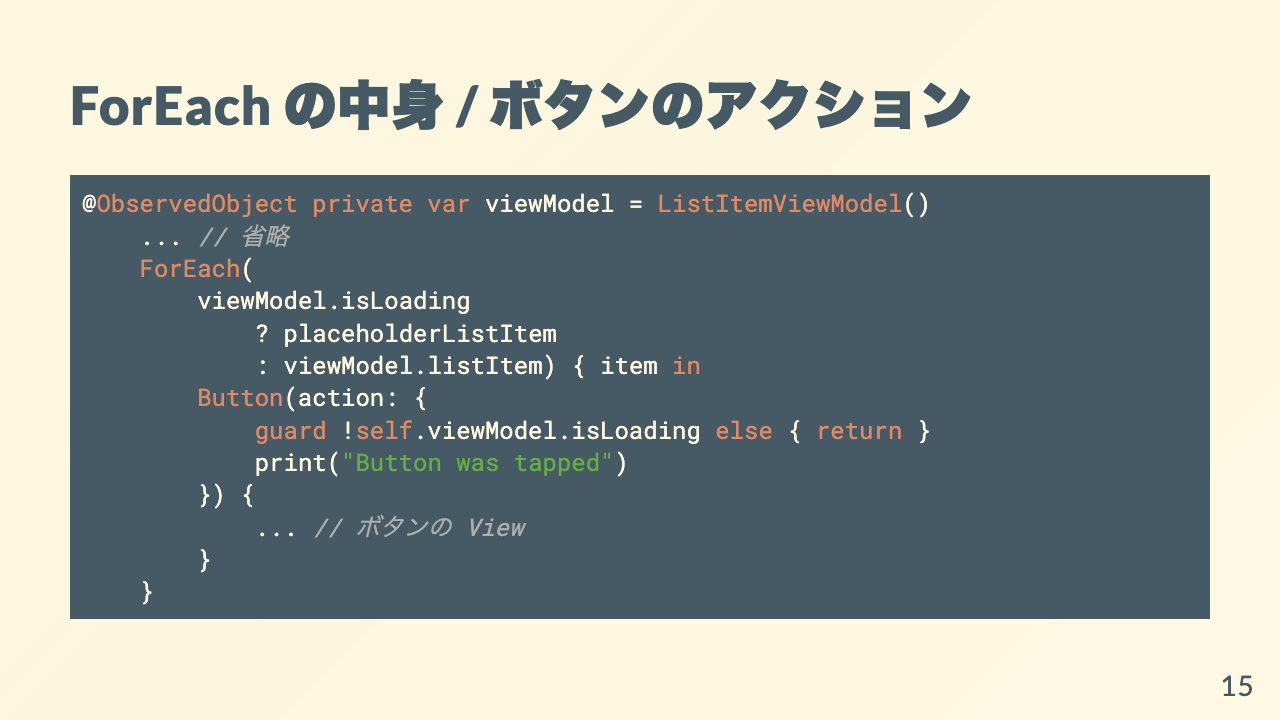 ForEach の中身 / ボタンのアクション
@ObservedObject private var viewModel = ListItemViewModel()
    ... // 省略
    ForEach(
        viewModel.isLoading
            ? placeholderListItem
            : viewModel.listItem) { item in
        Button(action: {
            guard !self.viewModel.isLoading else { return }
            print("Button was tapped")
        }) {
            ... // ボタンの View
        }
    }
15